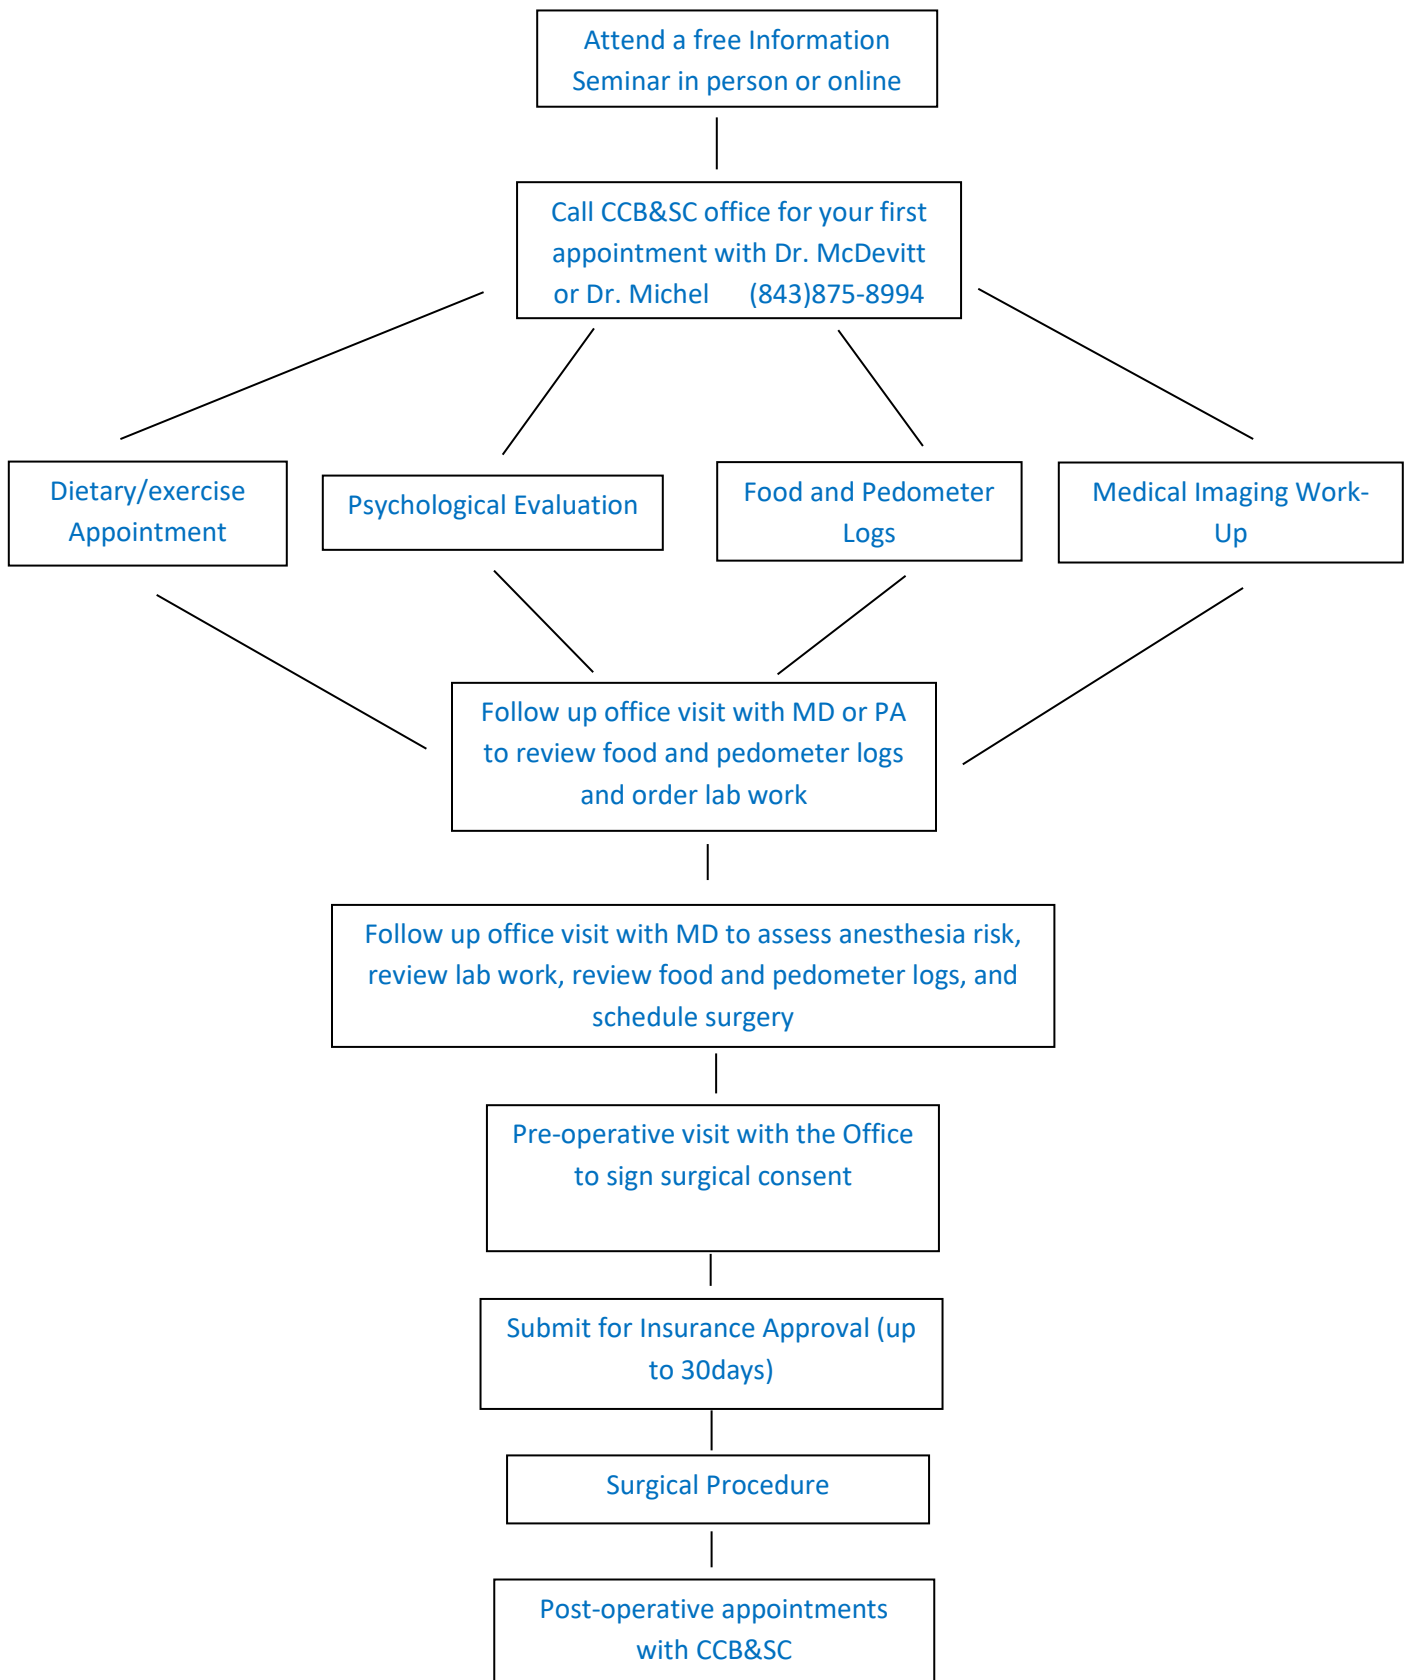 Attend a free Information
Seminar in person or online
Call CCB&SC office for your first
appointment with Dr. McDevitt
or Dr. Michel (843)875-8994
Dietary/exercise
Appointment
Psychological Evaluation
Food and Pedometer
Logs
Medical Imaging Work-
Up
Follow up office visit with MD or PA
to review food and pedometer logs
and order lab work
Follow up office visit with MD to assess anesthesia risk,
review lab work, review food and pedometer logs, and
schedule surgery
Pre-operative visit with the Office
to sign surgical consent
Submit for Insurance Approval (up
to 30days)
Surgical Procedure
Post-operative appointments
with CCB&SC